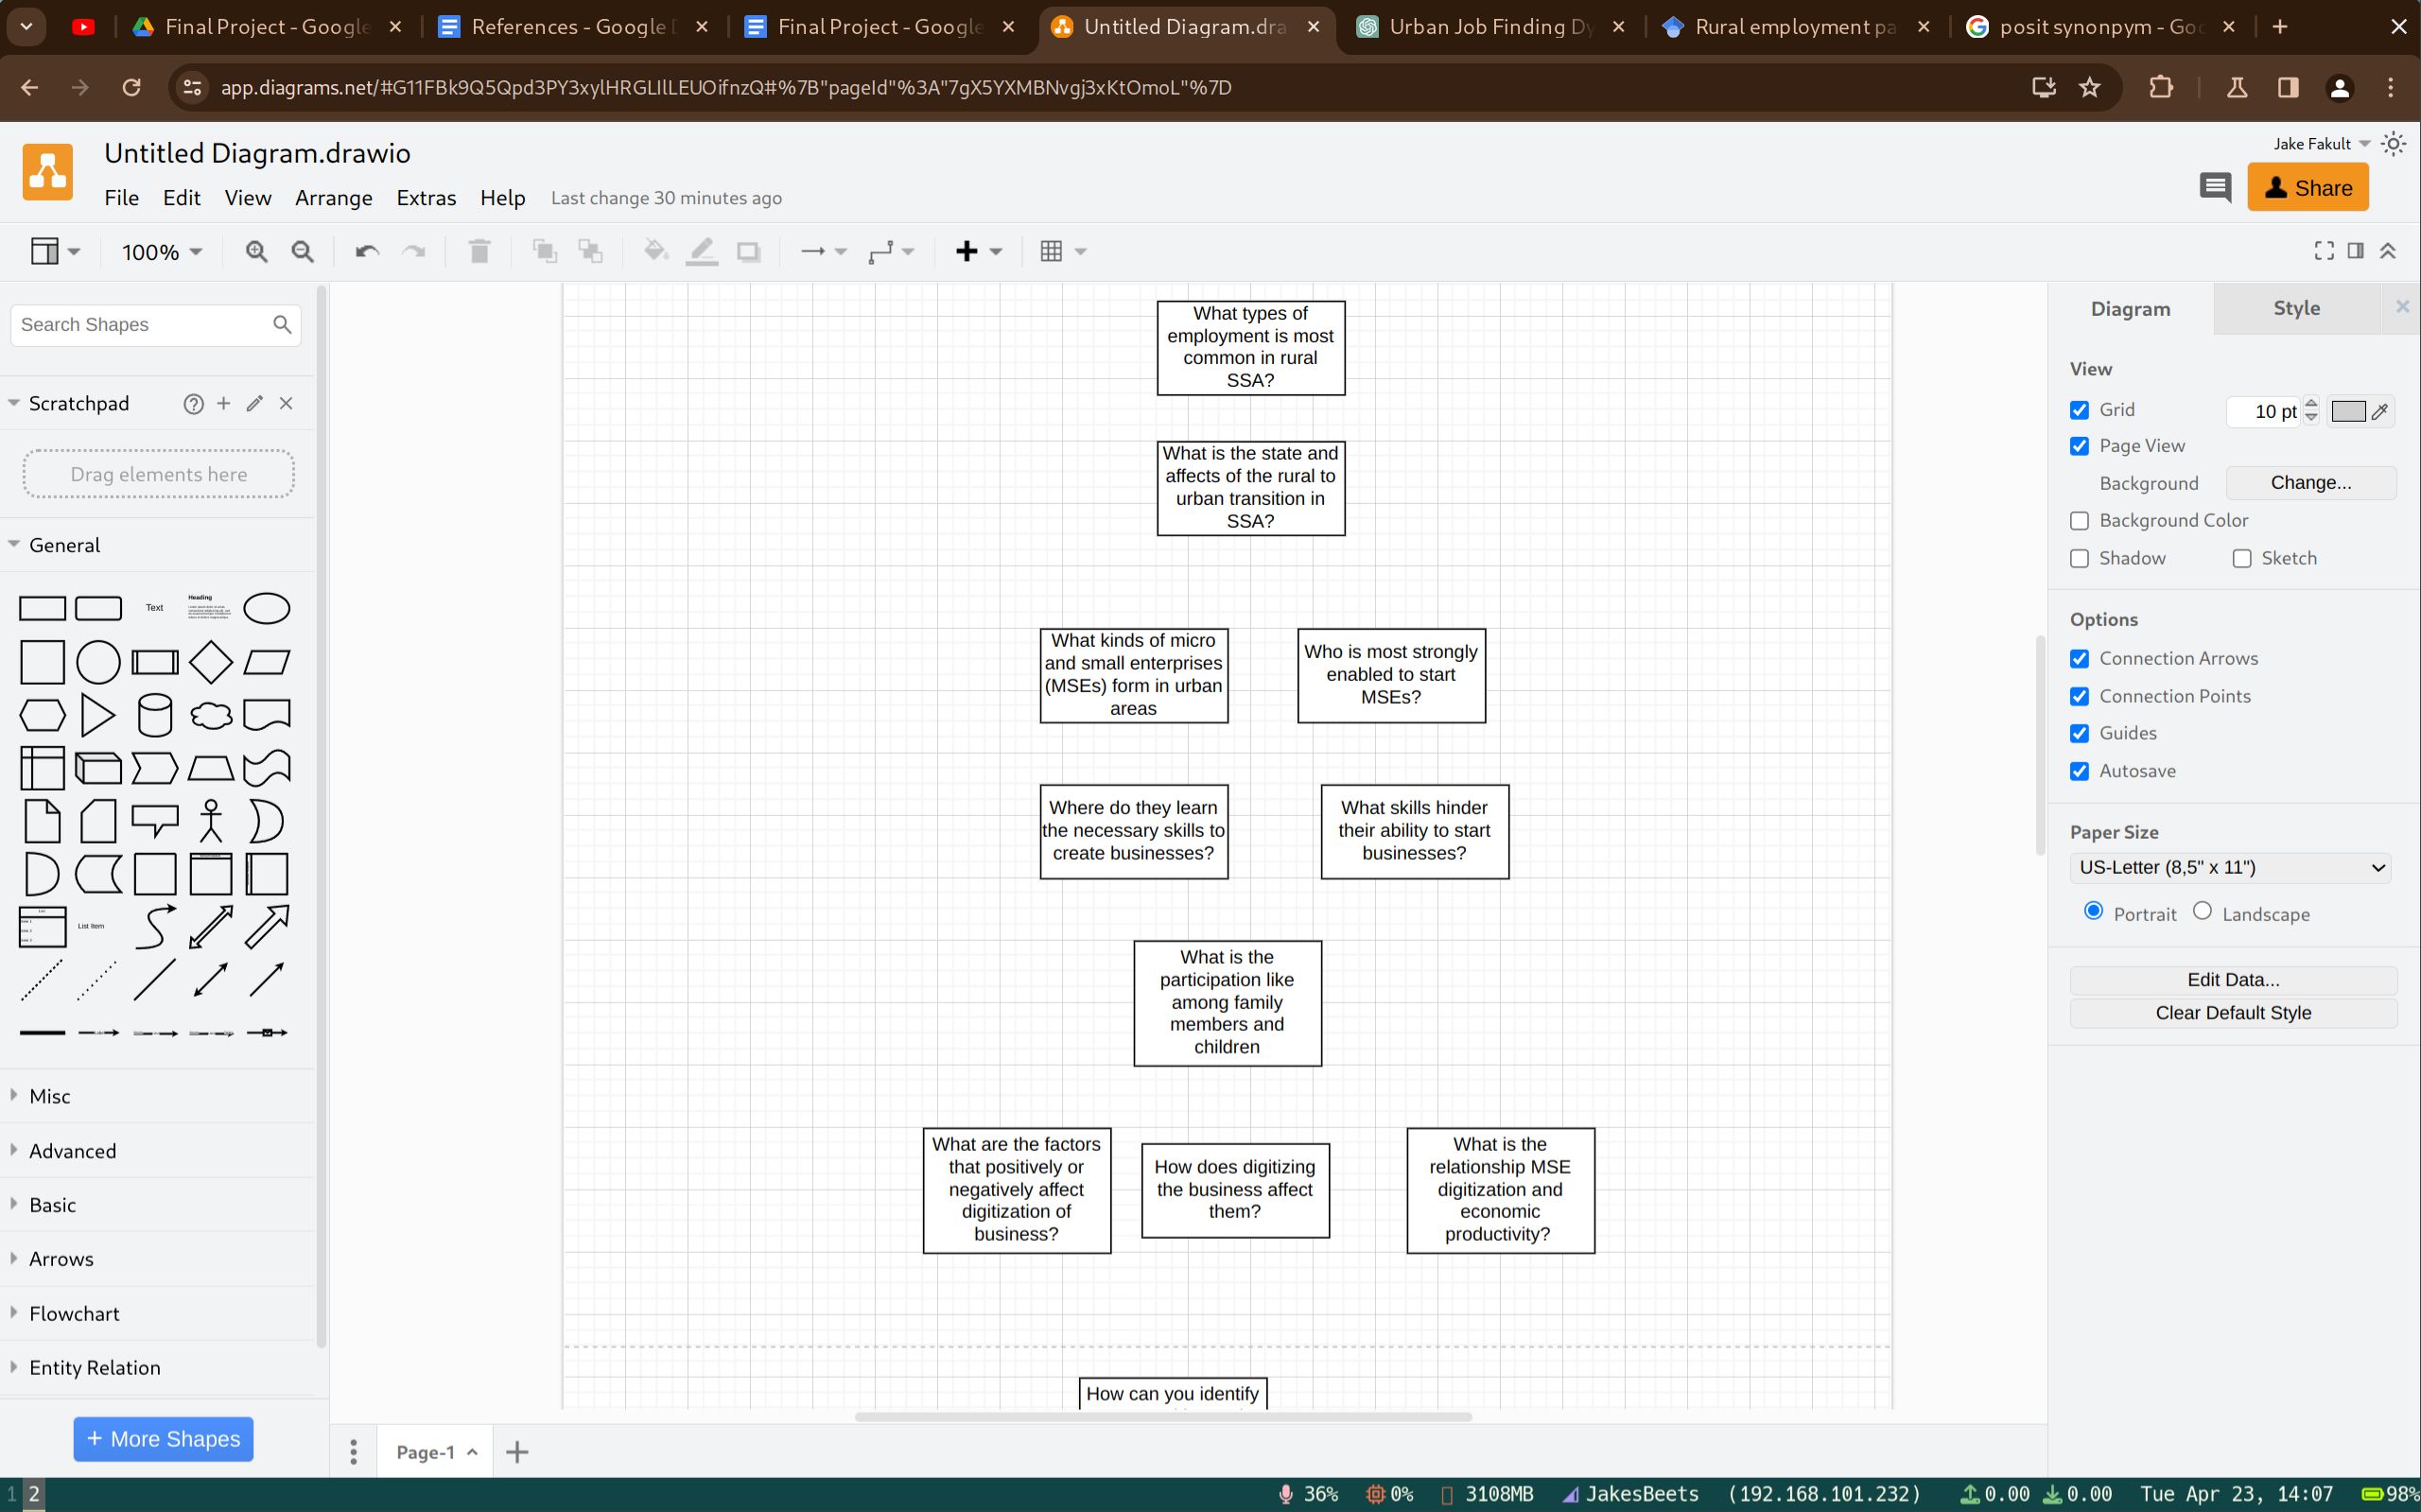 Final Project - Google
References - Google
Final Project - Google
Untitled Diagram.dra
Urban Job Finding Dy
Rural employment pa
posit synonpym - Goo
app.diagrams.net/#G11FBk9Q5Qpd3PY3xylHRGLIlLEUOifnzQ#%7B"pageId"%3A"7gX5YXMBNvgj3xKtOmoL"%7D
Untitled Diagram.drawio
Jake Fakult
File Edit View Arrange Extras Help Last change 30 minutes ago
Share
100%
Search Shapes
Scratchpad
Drag elements here
General
Text
Heading
List Item
Misc
Advanced
Basic
Arrows
Flowchart
Entity Relation
+ More Shapes
What types of
employment is most
common in rural
SSA?
What is the state and
affects of the rural to
urban transition in
SSA?
What kinds of micro
and small enterprises
(MSEs) form in urban
areas
Who is most strongly
enabled to start
MSEs?
Where do they learn
the necessary skills to
create businesses?
What skills hinder
their ability to start
businesses?
What is the
participation like
among family
members and
children
What are the factors
that positively or
negatively affect
digitization of
business?
How does digitizing
the business affect
them?
What is the
relationship MSE
digitization and
economic
productivity?
How can you identify
Page-1
Diagram Style
View
Grid 10 pt
Page View
Background Change...
Background Color
Shadow Sketch
Options
Connection Arrows
Connection Points
Guides
Autosave
Paper Size
US-Letter (8,5" x 11")
Portrait Landscape
Edit Data...
Clear Default Style
1 2 36% 0% 3108MB JakesBeets (192.168.101.232) 0.00 0.00 Tue Apr 23, 14:07 98%